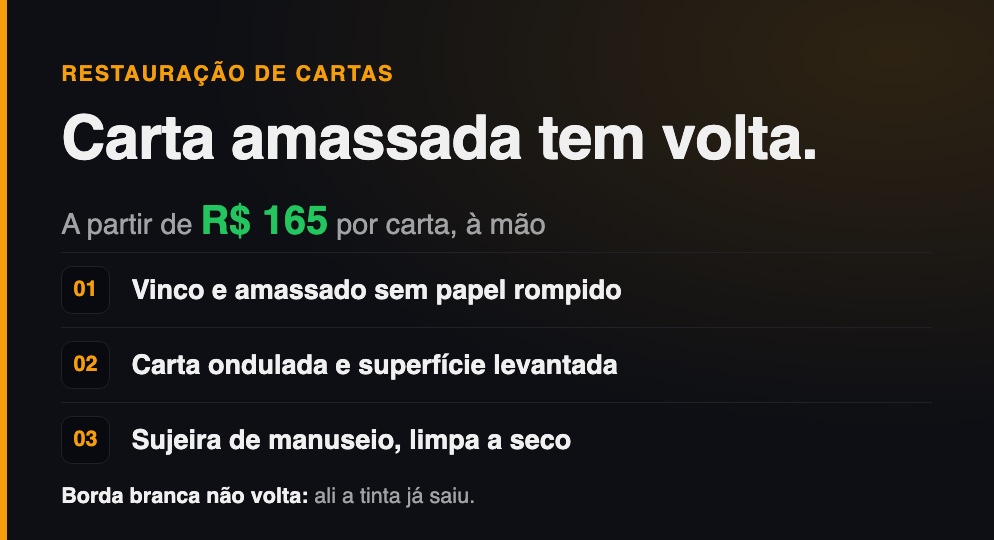 RESTAURAÇÃO DE CARTAS
Carta amassada tem volta.
A partir de R$ 165 por carta, à mão
01 Vinco e amassado sem papel rompido
02 Carta ondulada e superfície levantada
03 Sujeira de manuseio, limpa a seco
Borda branca não volta: ali a tinta já saiu.